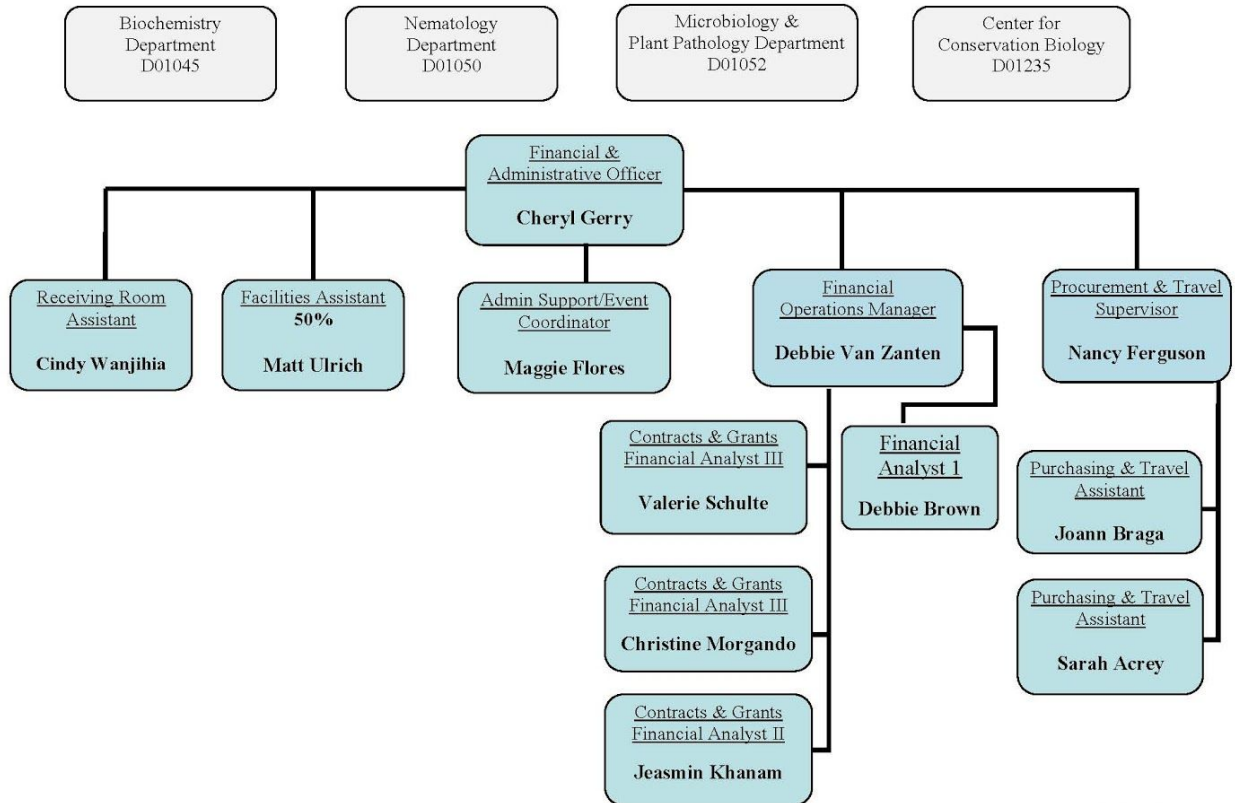 Biochemistry
Department
D01045
Nematology
Department
D01050
Microbiology &
Plant Pathology Department
D01052
Center for
Conservation Biology
D01235
Financial &
Administrative Officer
Cheryl Gerry
Receiving Room
Assistant
Cindy Wanjihia
Facilities Assistant
50%
Matt Ulrich
Admin Support/Event
Coordinator
Maggie Flores
Financial
Operations Manager
Debbie Van Zanten
Procurement & Travel
Supervisor
Nancy Ferguson
Contracts & Grants
Financial Analyst III
Valerie Schulte
Financial
Analyst 1
Debbie Brown
Purchasing & Travel
Assistant
Joann Braga
Contracts & Grants
Financial Analyst III
Christine Morgando
Purchasing & Travel
Assistant
Sarah Acrey
Contracts & Grants
Financial Analyst II
Jeasmin Khanam